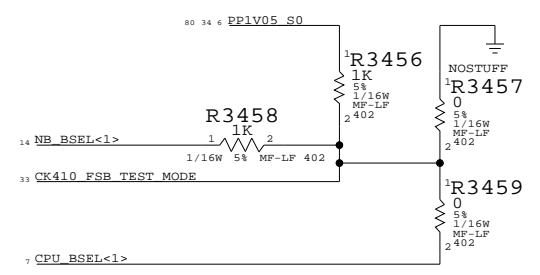 80 34 6 PP1V05_S0
1 R3456
1K
5%
1/16W
MF-LF
2 402
NOSTUFF
1 R3457
0
5%
1/16W
MF-LF
2 402
R3458
1K
14 NB_BSEL<1> 1 2
1/16W 5% MF-LF 402
33 CK410_FSB_TEST_MODE
1 R3459
0
5%
1/16W
MF-LF
2 402
7 CPU_BSEL<1>